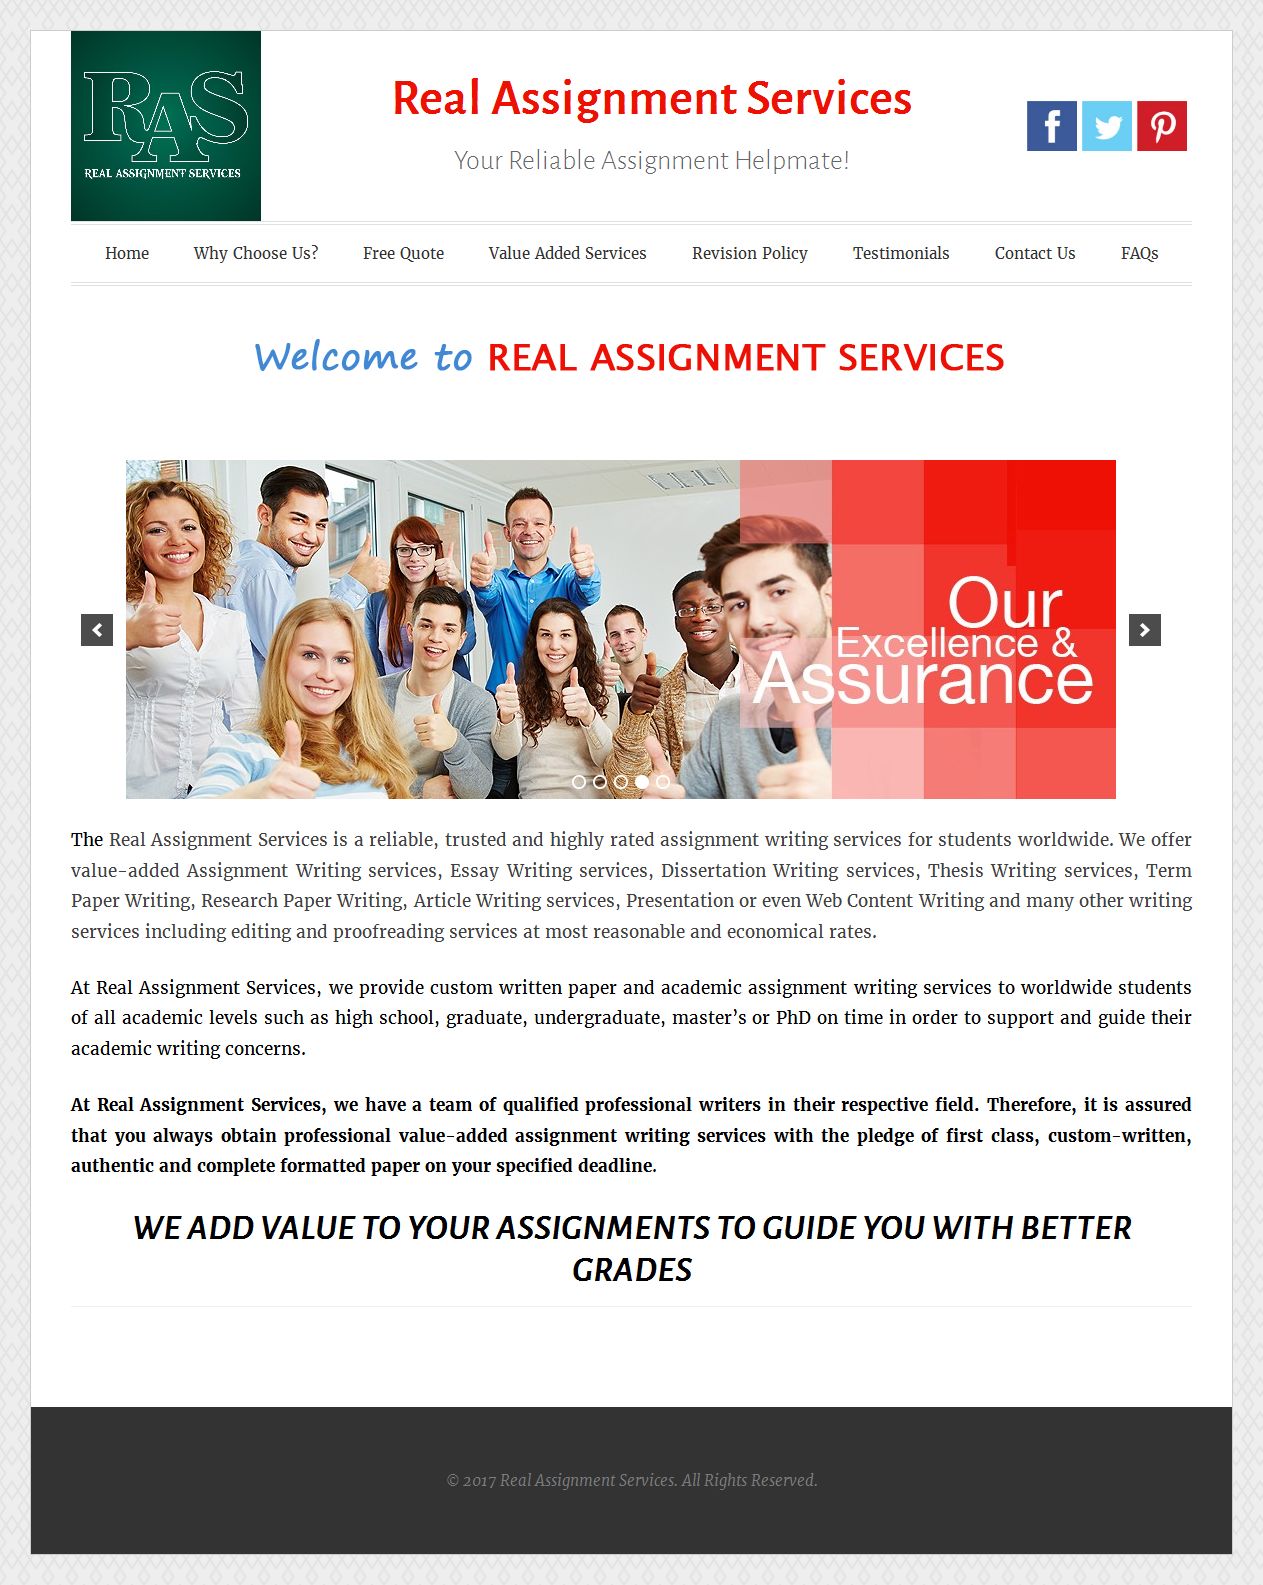 RAS
REAL ASSIGNMENT SERVICES
Real Assignment Services
Your Reliable Assignment Helpmate!
Home Why Choose Us? Free Quote Value Added Services Revision Policy Testimonials Contact Us FAQs
Welcome to REAL ASSIGNMENT SERVICES
Our
Excellence &
Assurance
The Real Assignment Services is a reliable, trusted and highly rated assignment writing services for students worldwide. We offer
value-added Assignment Writing services, Essay Writing services, Dissertation Writing services, Thesis Writing services, Term
Paper Writing, Research Paper Writing, Article Writing services, Presentation or even Web Content Writing and many other writing
services including editing and proofreading services at most reasonable and economical rates.
At Real Assignment Services, we provide custom written paper and academic assignment writing services to worldwide students
of all academic levels such as high school, graduate, undergraduate, master’s or PhD on time in order to support and guide their
academic writing concerns.
At Real Assignment Services, we have a team of qualified professional writers in their respective field. Therefore, it is assured
that you always obtain professional value-added assignment writing services with the pledge of first class, custom-written,
authentic and complete formatted paper on your specified deadline.
WE ADD VALUE TO YOUR ASSIGNMENTS TO GUIDE YOU WITH BETTER
GRADES
© 2017 Real Assignment Services. All Rights Reserved.